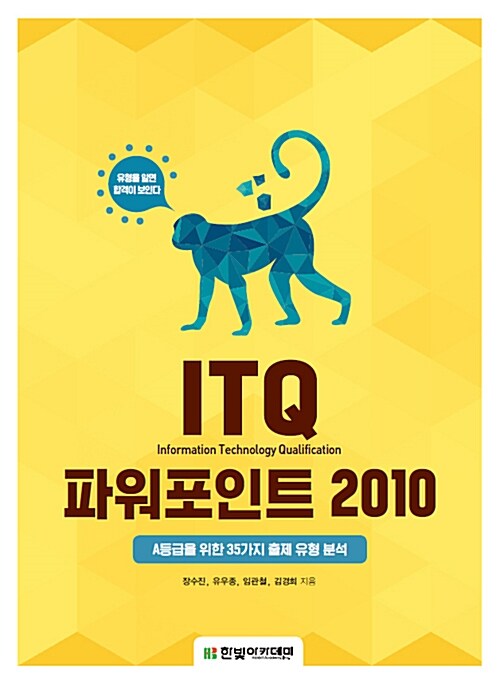 유형을 알면
합격이 보인다
ITQ
Information Technology Qualification
파워포인트 2010
A등급을 위한 35가지 출제 유형 분석
장수진, 유우종, 임관철, 김경희 지음
한빛아카데미